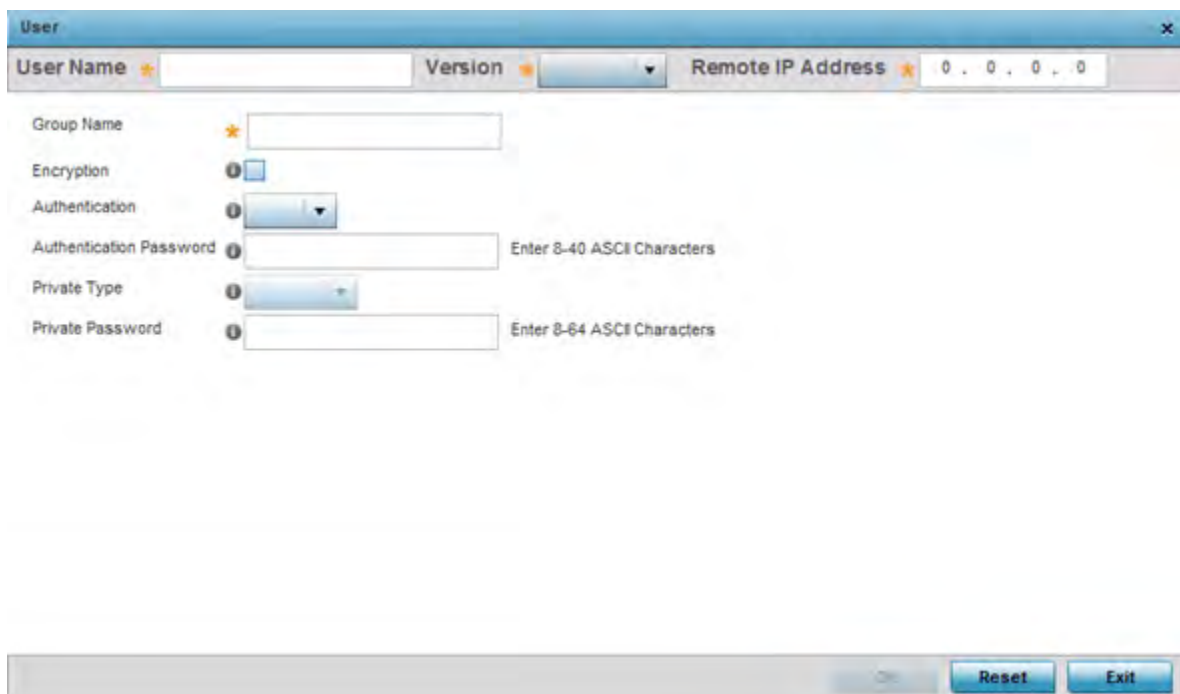 User
User Name * Version * Remote IP Address * 0 . 0 . 0 . 0
Group Name *
Encryption
Authentication
Authentication Password Enter 8-40 ASCII Characters
Private Type
Private Password Enter 8-64 ASCII Characters
Reset Exit